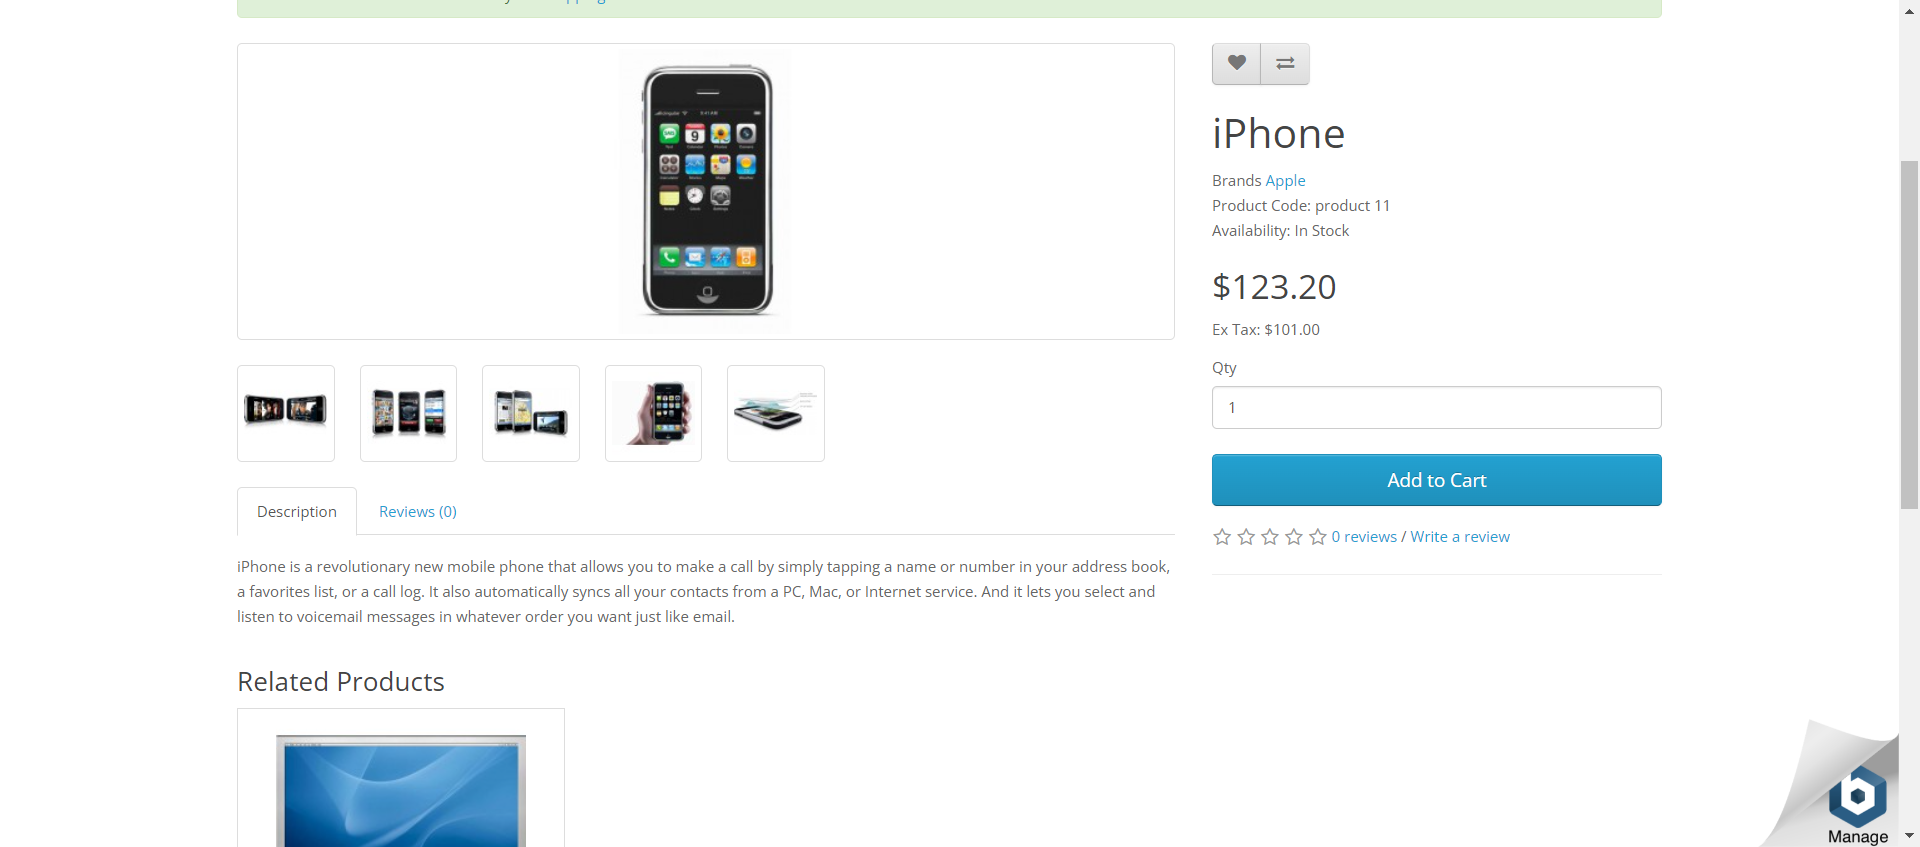 iPhone
Brands Apple
Product Code: product 11
Availability: In Stock
$123.20
Ex Tax: $101.00
Qty
1
Add to Cart
0 reviews / Write a review
Description
Reviews (0)
iPhone is a revolutionary new mobile phone that allows you to make a call by simply tapping a name or number in your address book,
a favorites list, or a call log. It also automatically syncs all your contacts from a PC, Mac, or Internet service. And it lets you select and
listen to voicemail messages in whatever order you want just like email.
Related Products
Manage